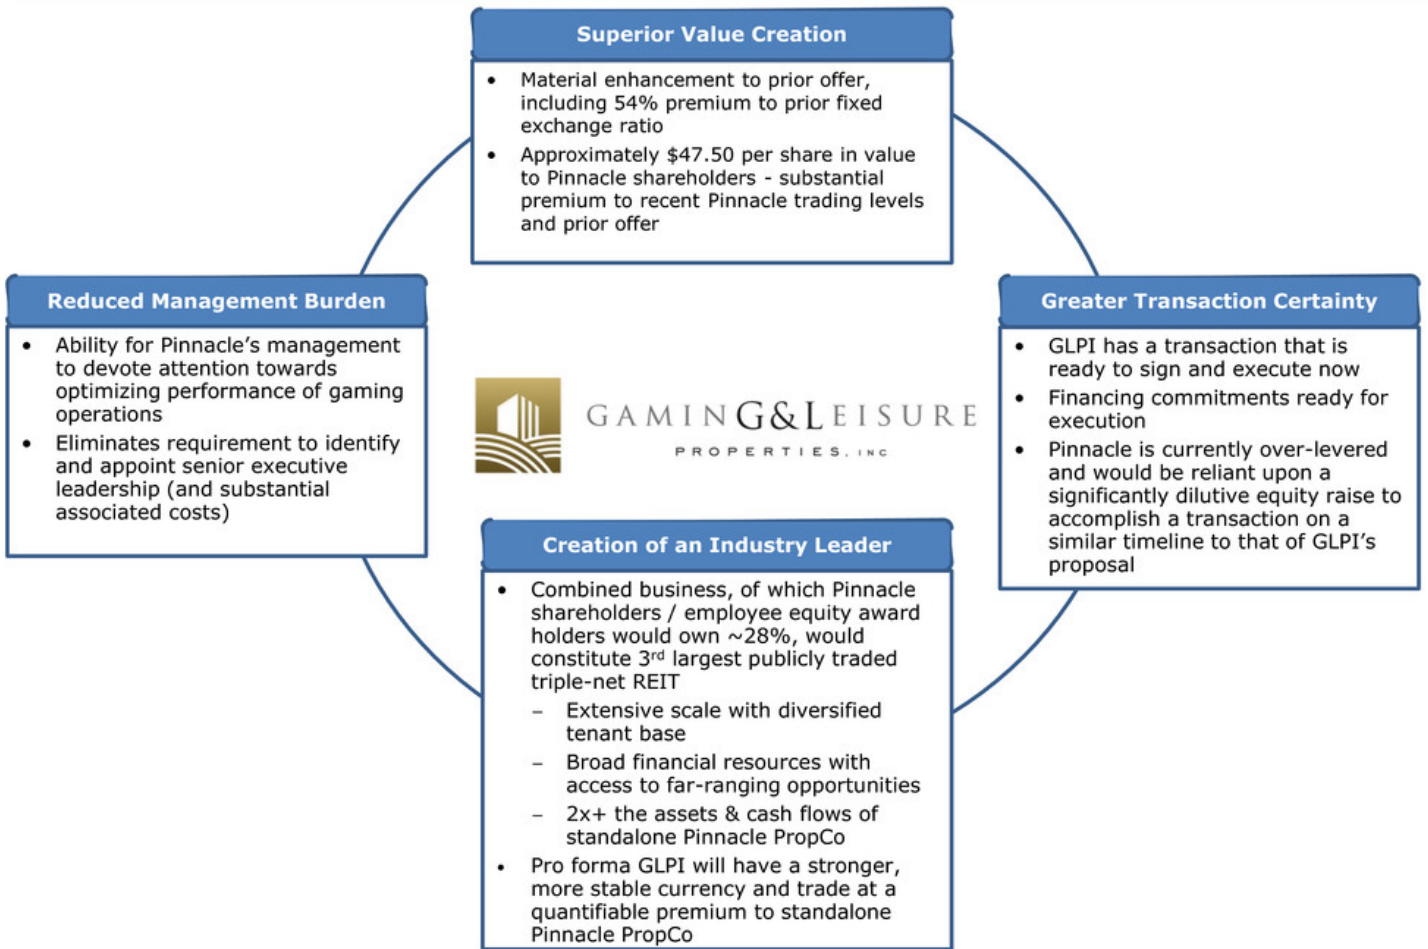 Superior Value Creation
• Material enhancement to prior offer,
including 54% premium to prior fixed
exchange ratio
• Approximately $47.50 per share in value
to Pinnacle shareholders - substantial
premium to recent Pinnacle trading levels
and prior offer
Reduced Management Burden
• Ability for Pinnacle’s management
to devote attention towards
optimizing performance of gaming
operations
• Eliminates requirement to identify
and appoint senior executive
leadership (and substantial
associated costs)
GAMING&LEISURE
PROPERTIES, INC
Greater Transaction Certainty
• GLPI has a transaction that is
ready to sign and execute now
• Financing commitments ready for
execution
• Pinnacle is currently over-levered
and would be reliant upon a
significantly dilutive equity raise to
accomplish a transaction on a
similar timeline to that of GLPI’s
proposal
Creation of an Industry Leader
• Combined business, of which Pinnacle
shareholders / employee equity award
holders would own ~28%, would
constitute 3rd largest publicly traded
triple-net REIT
– Extensive scale with diversified
tenant base
– Broad financial resources with
access to far-ranging opportunities
– 2x+ the assets & cash flows of
standalone Pinnacle PropCo
• Pro forma GLPI will have a stronger,
more stable currency and trade at a
quantifiable premium to standalone
Pinnacle PropCo